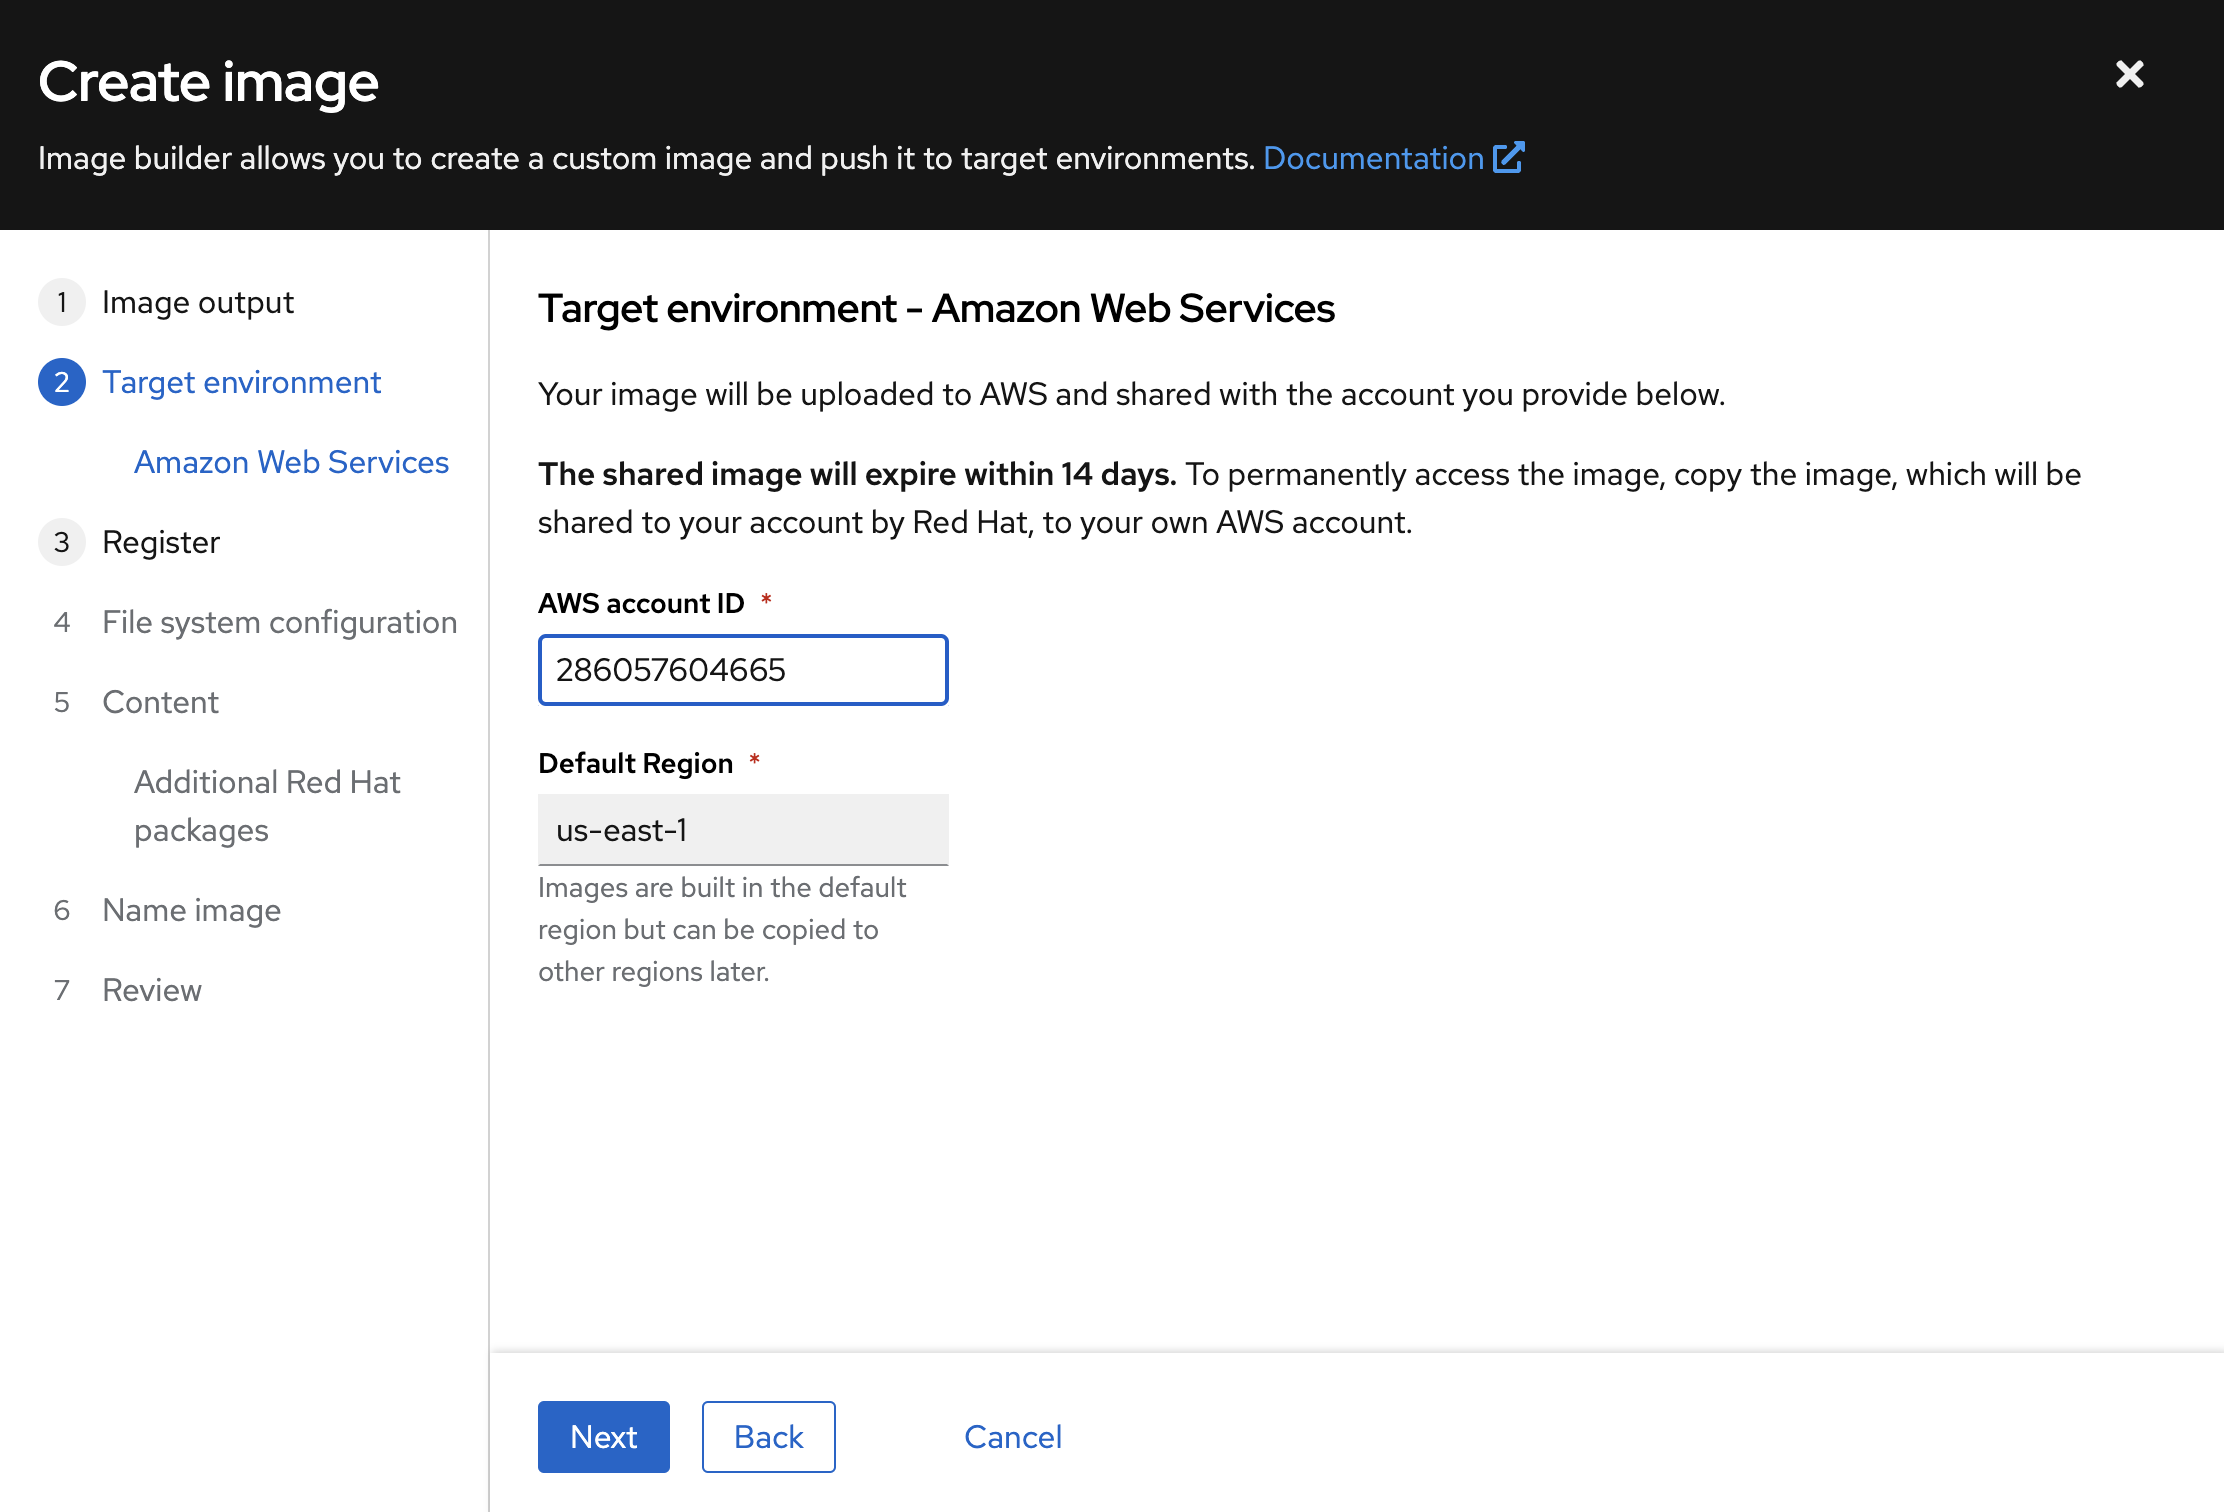 Create image
Image builder allows you to create a custom image and push it to target environments. Documentation
1 Image output
2 Target environment
Amazon Web Services
3 Register
4 File system configuration
5 Content
Additional Red Hat
packages
6 Name image
7 Review
Target environment - Amazon Web Services
Your image will be uploaded to AWS and shared with the account you provide below.
The shared image will expire within 14 days. To permanently access the image, copy the image, which will be
shared to your account by Red Hat, to your own AWS account.
AWS account ID *
286057604665
Default Region *
us-east-1
Images are built in the default
region but can be copied to
other regions later.
Next Back Cancel